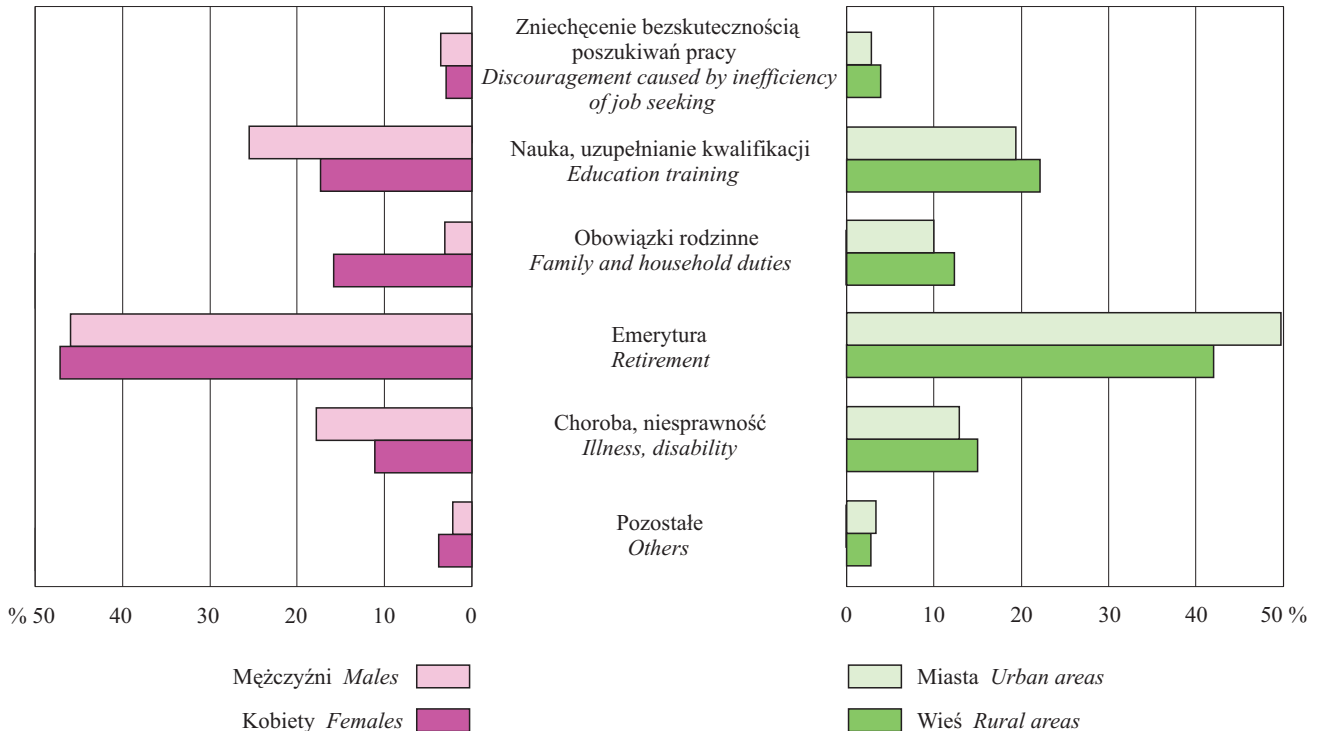 Zniechęcenie bezskutecznością
poszukiwań pracy
Discouragement caused by inefficiency
of job seeking
Nauka, uzupełnianie kwalifikacji
Education training
Obowiązki rodzinne
Family and household duties
Emerytura
Retirement
Choroba, niesprawność
Illness, disability
Pozostałe
Others
% 50 40 30 20 10 0
0 10 20 30 40 50 %
Mężczyźni Males
Kobiety Females
Miasta Urban areas
Wieś Rural areas